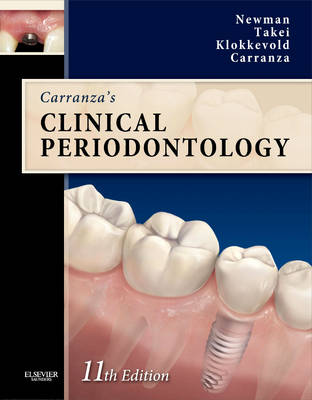 Newman
Takei
Klokkevold
Carranza
Carranza's
CLINICAL
PERIODONTOLOGY
ELSEVIER
SAUNDERS
11th Edition